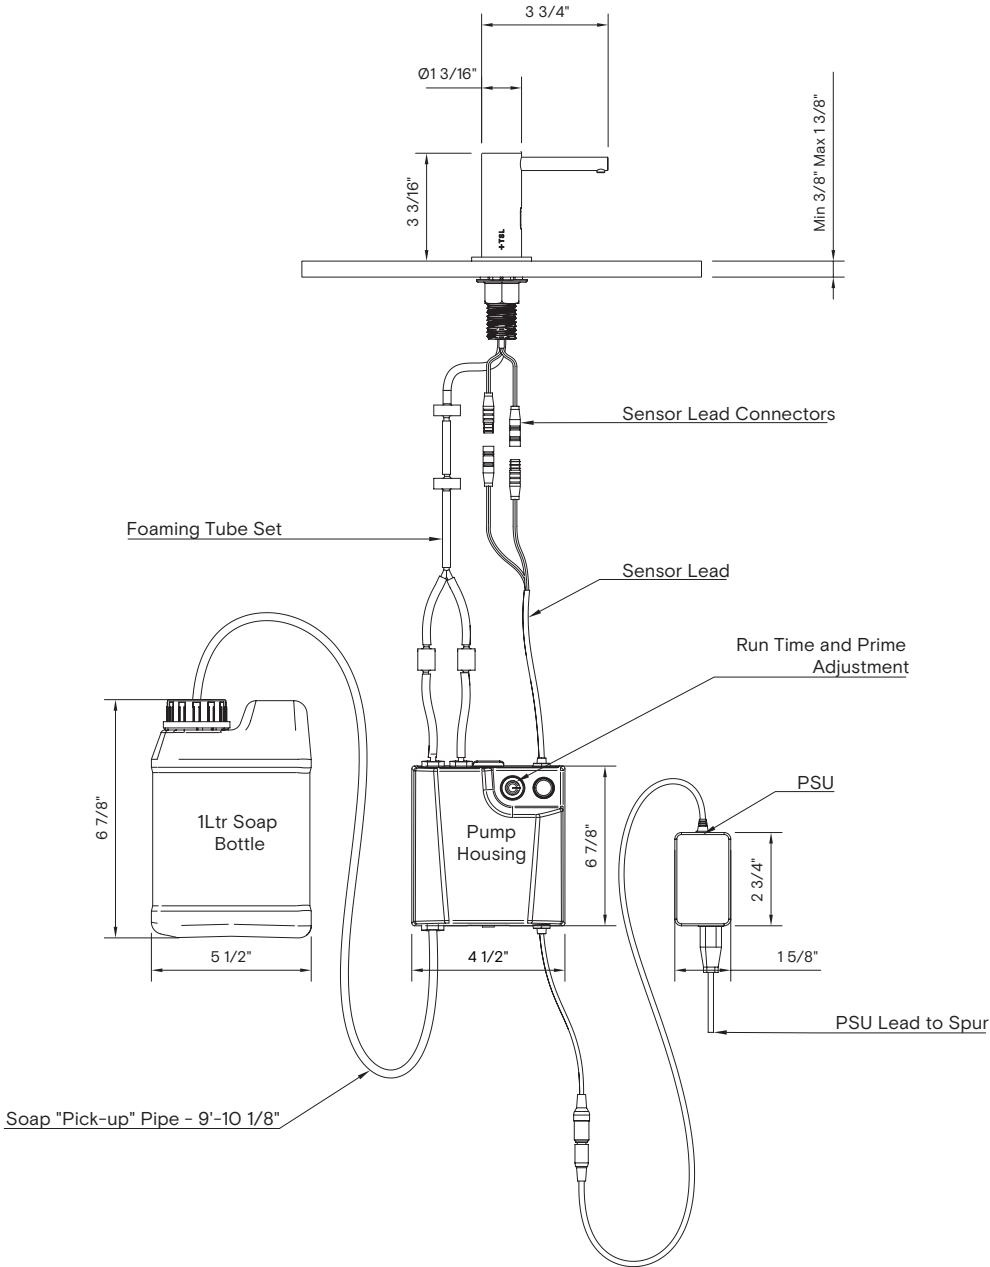 3 3/4"
Ø1 3/16"
Min 3/8" Max 1 3/8"
3 3/16"
+TSL
Sensor Lead Connectors
Foaming Tube Set
Sensor Lead
Run Time and Prime
Adjustment
PSU
6 7/8"
1Ltr Soap
Bottle
Pump
Housing
6 7/8"
2 3/4"
5 1/2"
4 1/2"
1 5/8"
PSU Lead to Spur
Soap "Pick-up" Pipe - 9'-10 1/8"